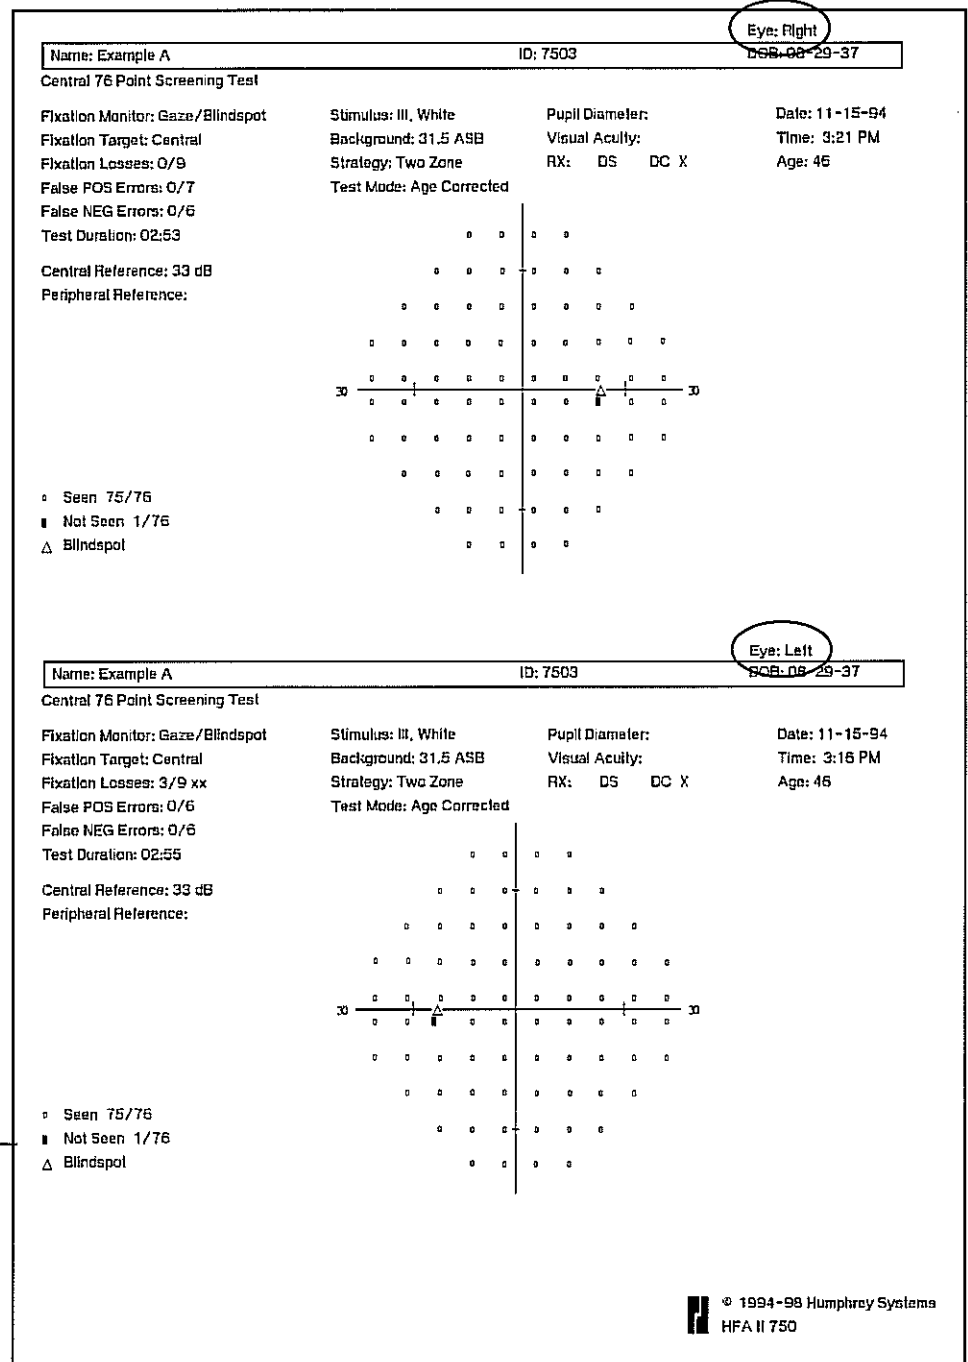 Eye: Right
Name: Example A ID: 7503 DOB: 08-29-37
Central 76 Point Screening Test
Fixation Monitor: Gaze/Blindspot Stimulus: III, White Pupil Diameter: Date: 11-15-94
Fixation Target: Central Background: 31.5 ASB Visual Acuity: Time: 3:21 PM
Fixation Losses: 0/9 Strategy: Two Zone RX: DS DC X Age: 46
False POS Errors: 0/7 Test Mode: Age Corrected
False NEG Errors: 0/6
Test Duration: 02:53
Central Reference: 33 dB
Peripheral Reference:
30 30
Seen 75/76
Not Seen 1/76
Blindspot
Eye: Left
Name: Example A ID: 7503 DOB: 08-29-37
Central 76 Point Screening Test
Fixation Monitor: Gaze/Blindspot Stimulus: III, White Pupil Diameter: Date: 11-15-94
Fixation Target: Central Background: 31.5 ASB Visual Acuity: Time: 3:16 PM
Fixation Losses: 3/9 xx Strategy: Two Zone RX: DS DC X Age: 46
False POS Errors: 0/6 Test Mode: Age Corrected
False NEG Errors: 0/6
Test Duration: 02:55
Central Reference: 33 dB
Peripheral Reference:
30 30
Seen 75/76
Not Seen 1/76
Blindspot
© 1994-98 Humphrey Systems
HFA II 750